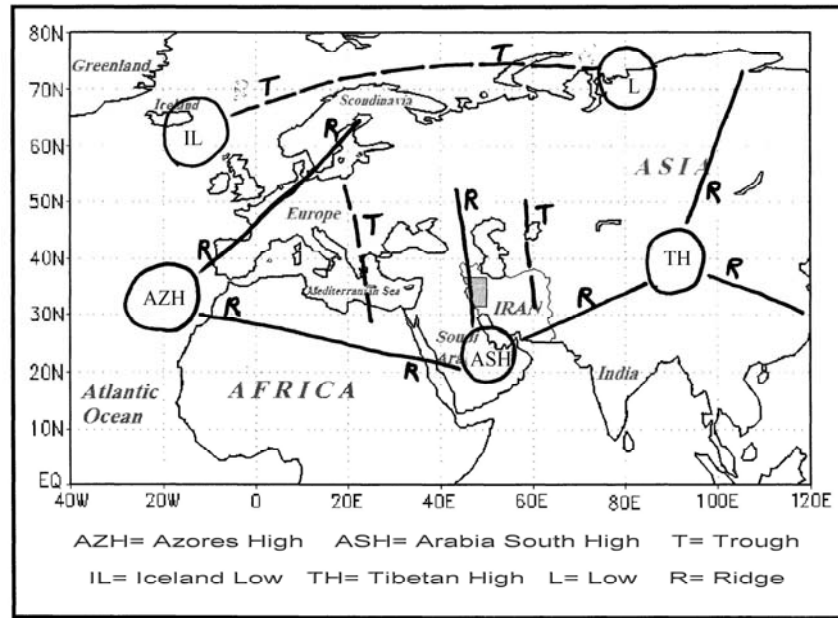 80N
Greenland
T
T
70N
Iceland
Scandinavia
L
IL
R
60N
ASIA
R
R
50N
Europe
T
T
R
40N
TH
R
AZH
Mediterranean Sea
R
30N
R
IRAN
Saudi
ASH
20N
R
India
Atlantic
Ocean
AFRICA
10N
EQ
40W 20W 0 20E 40E 60E 80E 100E 120E
AZH= Azores High ASH= Arabia South High T= Trough
IL= Iceland Low TH= Tibetan High L= Low R= Ridge